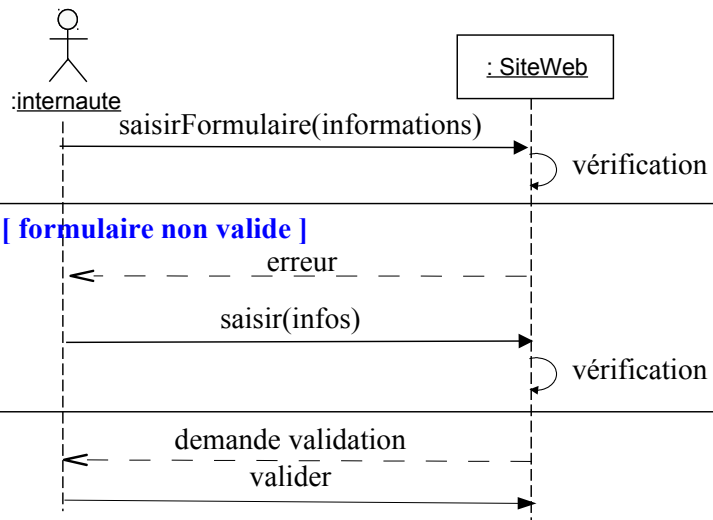 :internaute
: SiteWeb
saisirFormulaire(informations)
vérification
[ formulaire non valide ]
erreur
saisir(infos)
vérification
demande validation
valider